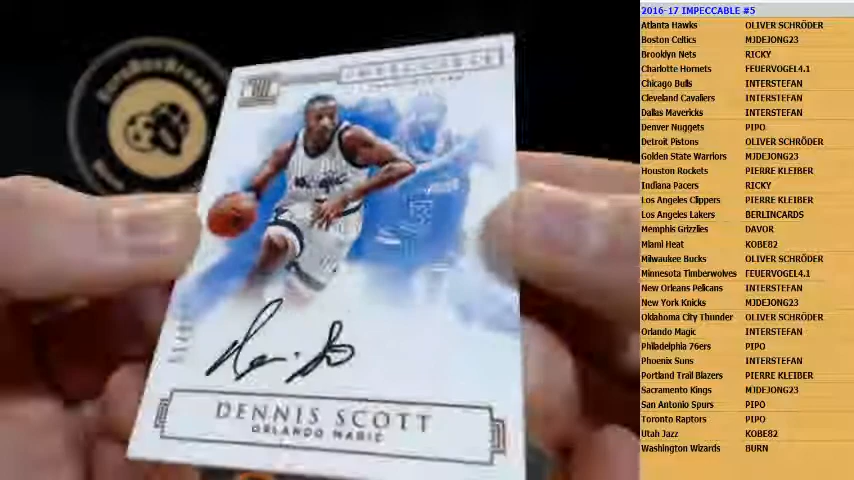 IMPECCABLE
DENNIS SCOTT
ORLANDO MAGIC
2016-17 IMPECCABLE #5
Atlanta Hawks OLIVER SCHRÖDER
Boston Celtics MJDEJONG23
Brooklyn Nets RICKY
Charlotte Hornets FEUERVOGEL4.1
Chicago Bulls INTERSTEFAN
Cleveland Cavaliers INTERSTEFAN
Dallas Mavericks INTERSTEFAN
Denver Nuggets PIPO
Detroit Pistons OLIVER SCHRÖDER
Golden State Warriors MJDEJONG23
Houston Rockets PIERRE KLEIBER
Indiana Pacers RICKY
Los Angeles Clippers PIERRE KLEIBER
Los Angeles Lakers BERLINCARDS
Memphis Grizzlies DAVOR
Miami Heat KOBE82
Milwaukee Bucks OLIVER SCHRÖDER
Minnesota Timberwolves FEUERVOGEL4.1
New Orleans Pelicans INTERSTEFAN
New York Knicks MJDEJONG23
Oklahoma City Thunder OLIVER SCHRÖDER
Orlando Magic INTERSTEFAN
Philadelphia 76ers PIPO
Phoenix Suns INTERSTEFAN
Portland Trail Blazers PIERRE KLEIBER
Sacramento Kings MJDEJONG23
San Antonio Spurs PIPO
Toronto Raptors PIPO
Utah Jazz KOBE82
Washington Wizards BURN